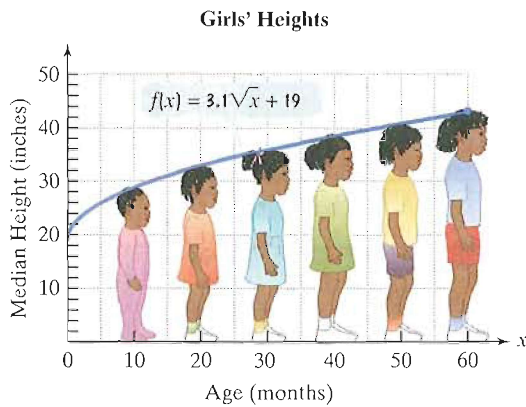 Girls' Heights
50
40
30
20
10
Median Height (inches)
f(x) = 3.1√x + 19
0 10 20 30 40 50 60 x
Age (months)